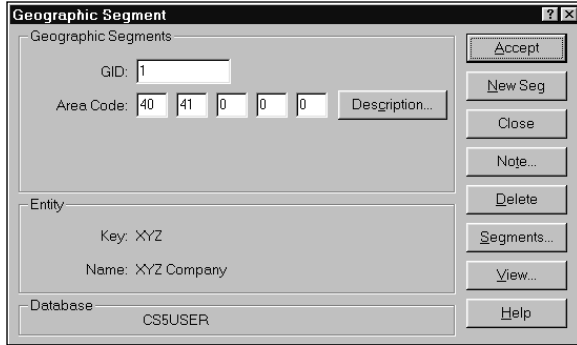 Geographic Segment
Geographic Segments
GID: 1
Area Code: 40 41 0 0 0 Description...
Entity
Key: XYZ
Name: XYZ Company
Database
CS5USER
Accept
New Seg
Close
Note...
Delete
Segments...
View...
Help